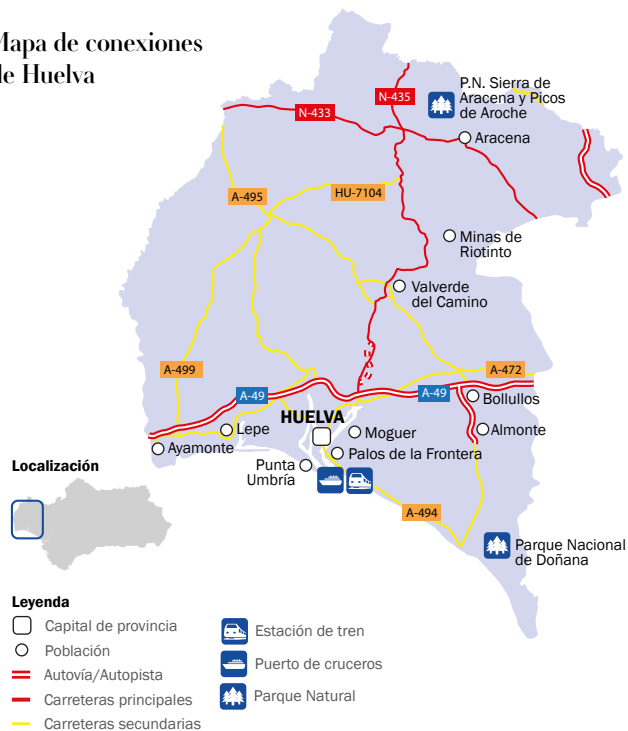 Mapa de conexiones
de Huelva
P.N. Sierra de
Aracena y Picos
de Aroche
N-435
N-433
Aracena
A-495
HU-7104
Minas de
Riotinto
Valverde
del Camino
A-499
A-472
A-49
A-49
Bollullos
HUELVA
Lepe
Moguer
Almonte
Ayamonte
Palos de la Frontera
Punta
Umbría
A-494
Parque Nacional
de Doñana
Localización
Leyenda
Capital de provincia
Población
Autovía/Autopista
Carreteras principales
Carreteras secundarias
Estación de tren
Puerto de cruceros
Parque Natural